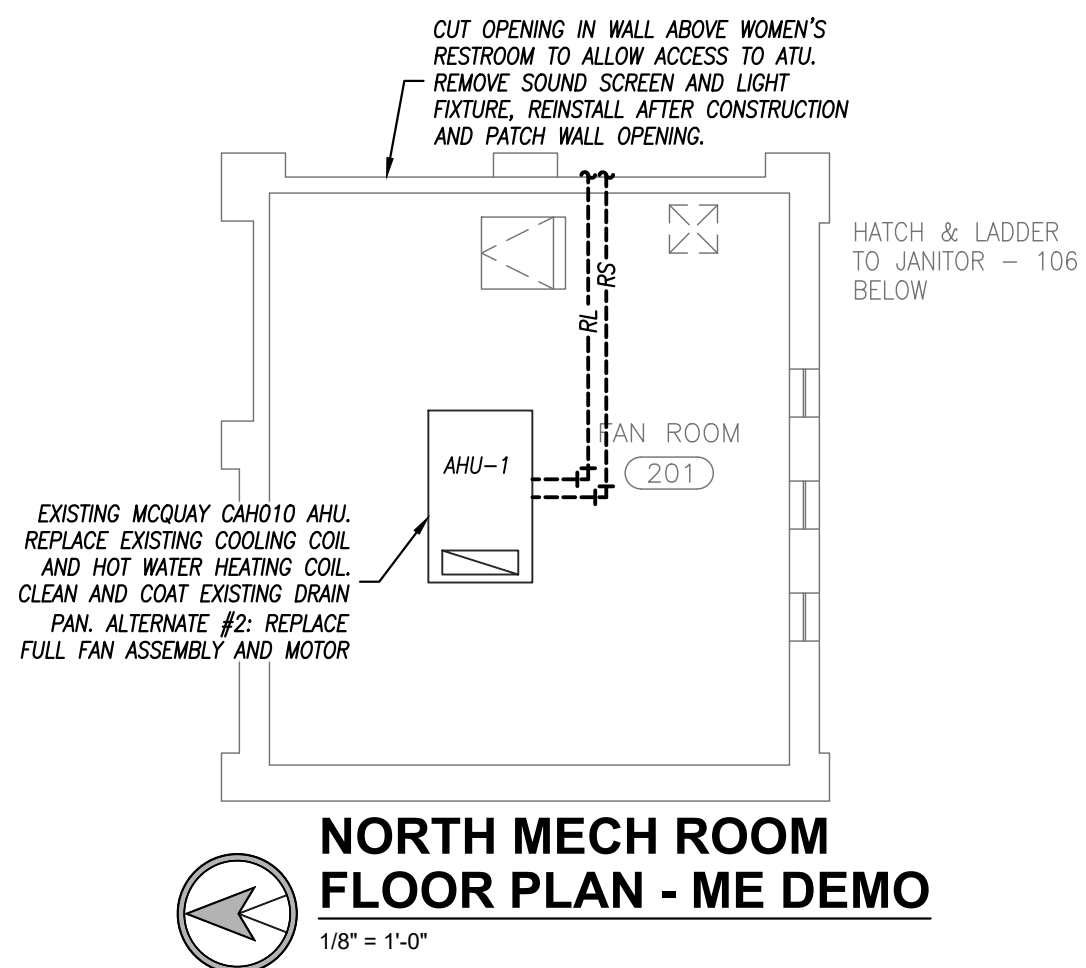 CUT OPENING IN WALL ABOVE WOMEN'S
RESTROOM TO ALLOW ACCESS TO ATU.
REMOVE SOUND SCREEN AND LIGHT
FIXTURE, REINSTALL AFTER CONSTRUCTION
AND PATCH WALL OPENING.
HATCH & LADDER
TO JANITOR - 106
BELOW
RS
RL
FAN ROOM
201
AHU-1
EXISTING MCQUAY CAH010 AHU.
REPLACE EXISTING COOLING COIL
AND HOT WATER HEATING COIL.
CLEAN AND COAT EXISTING DRAIN
PAN. ALTERNATE #2: REPLACE
FULL FAN ASSEMBLY AND MOTOR
NORTH MECH ROOM
FLOOR PLAN - ME DEMO
1/8" = 1'-0"